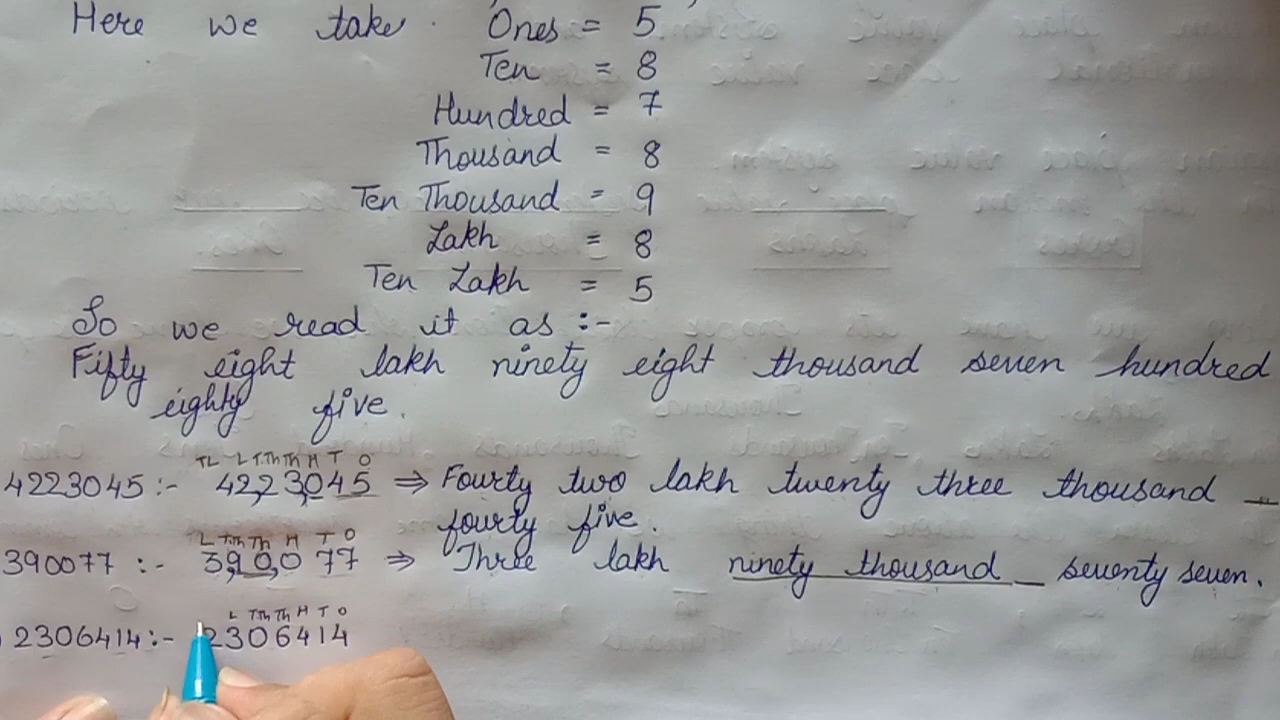 Here we take. Ones = 5
Ten = 8
Hundred = 7
Thousand = 8
Ten Thousand = 9
Lakh = 8
Ten Lakh = 5
So we read it as :-
Fifty eight lakh ninety eight thousand seven hundred
eighty five.
TL L T.Th Th H T O
4223045 :- 42,23,045 ⇒ Fourty two lakh twenty three thousand _
fourty five.
L T.Th Th H T O
390077 :- 3,90,077 ⇒ Three lakh ninety thousand _ seventy seven.
L T.Th Th H T O
2306414 :- 2306414